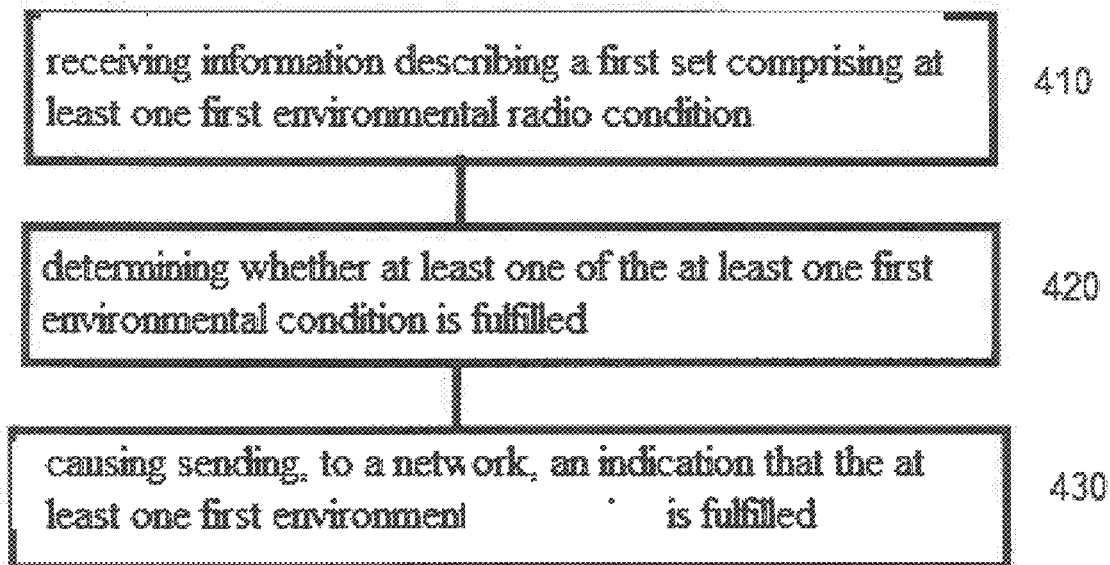 receiving information describing a first set comprising at
least one first environmental radio condition
410
determining whether at least one of the at least one first
environmental condition is fulfilled
420
causing sending, to a network, an indication that the at
least one first environment is fulfilled
430